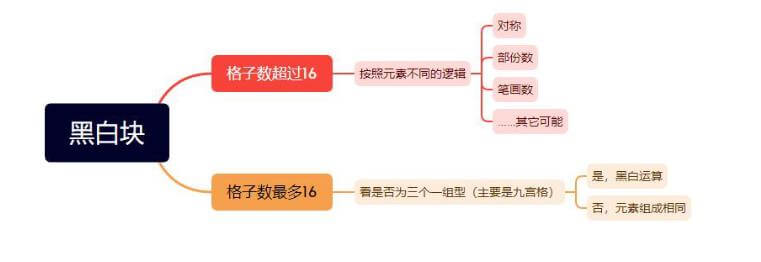 黑白块
格子数超过16
按照元素不同的逻辑
对称
部份数
笔画数
……其它可能
格子数最多16
看是否为三个一组型（主要是九宫格）
是，黑白运算
否，元素组成相同